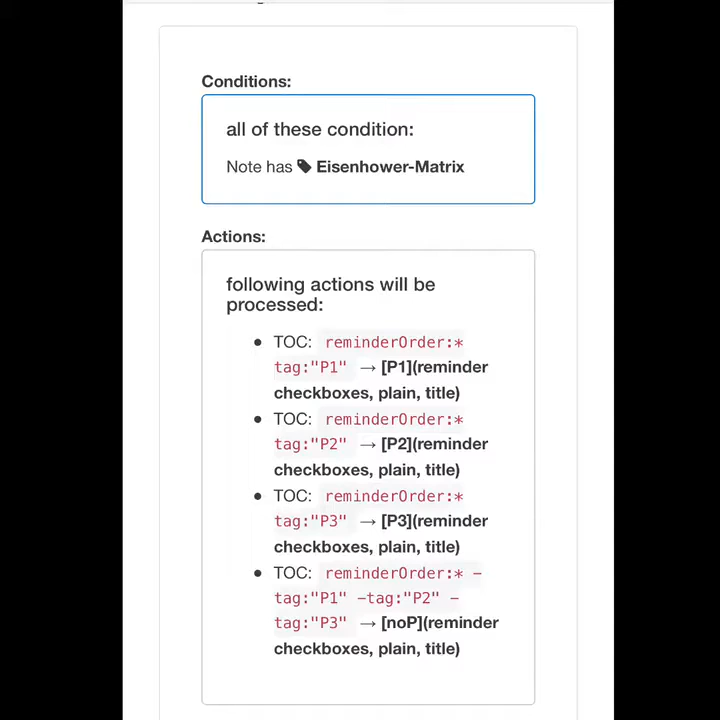 Conditions:
all of these condition:
Note has Eisenhower-Matrix
Actions:
following actions will be
processed:
• TOC: reminderOrder:*
tag:"P1" → [P1](reminder
checkboxes, plain, title)
• TOC: reminderOrder:*
tag:"P2" → [P2](reminder
checkboxes, plain, title)
• TOC: reminderOrder:*
tag:"P3" → [P3](reminder
checkboxes, plain, title)
• TOC: reminderOrder:* -
tag:"P1" -tag:"P2" -
tag:"P3" → [noP](reminder
checkboxes, plain, title)